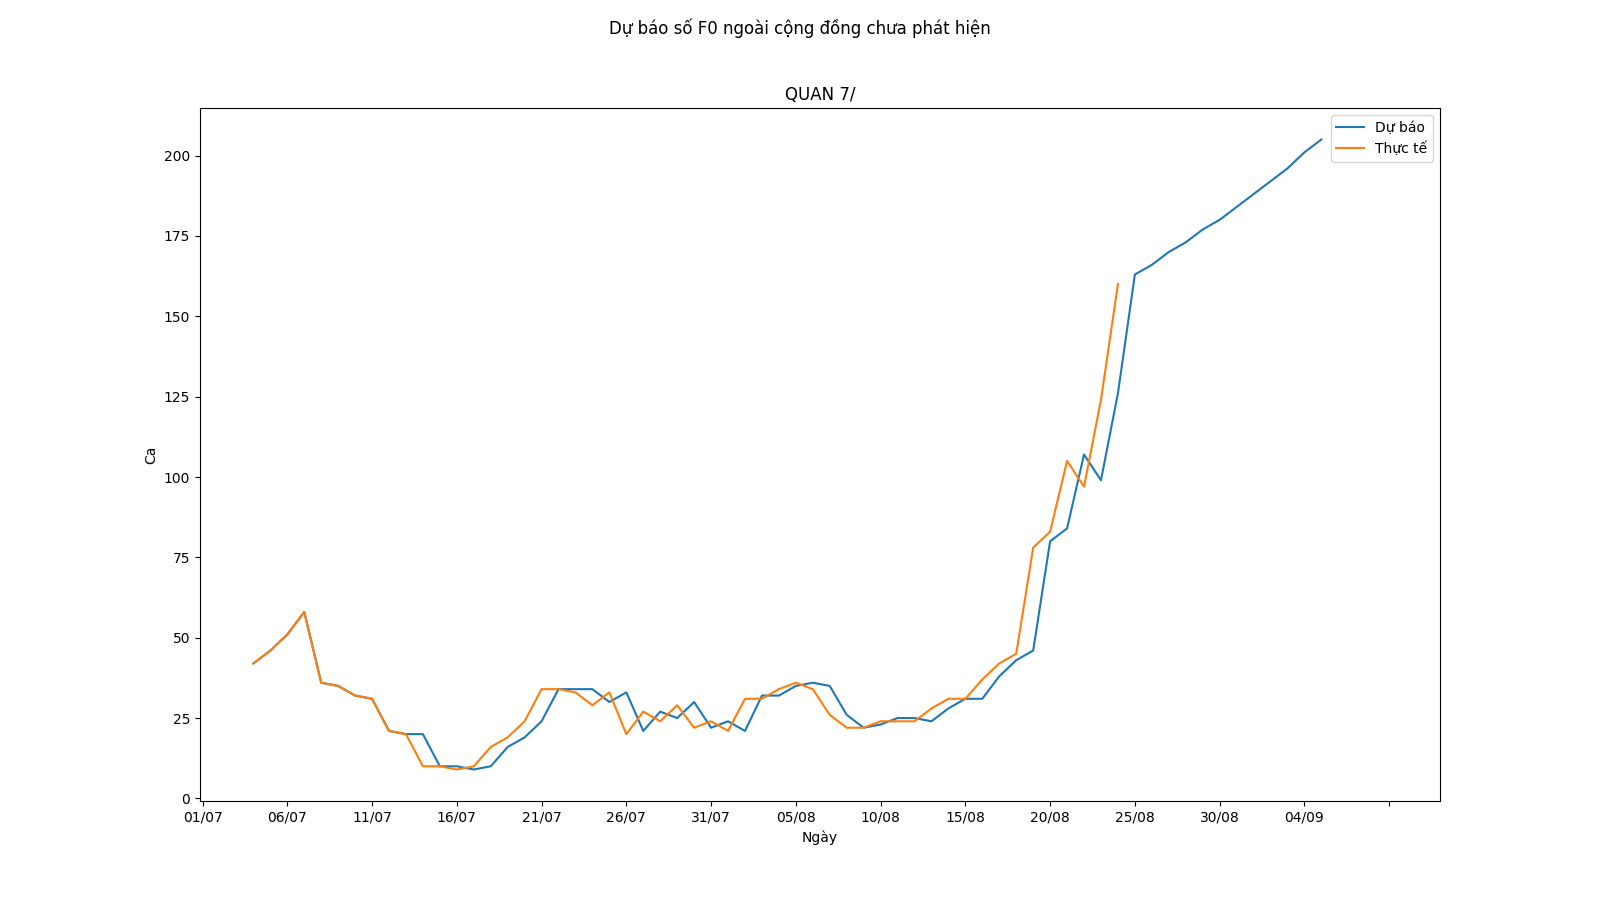 Dự báo số F0 ngoài cộng đồng chưa phát hiện
QUAN 7/
Dự báo
Thực tế
200
175
150
125
100
75
50
25
0
Ca
01/07 06/07 11/07 16/07 21/07 26/07 31/07 05/08 10/08 15/08 20/08 25/08 30/08 04/09
Ngày